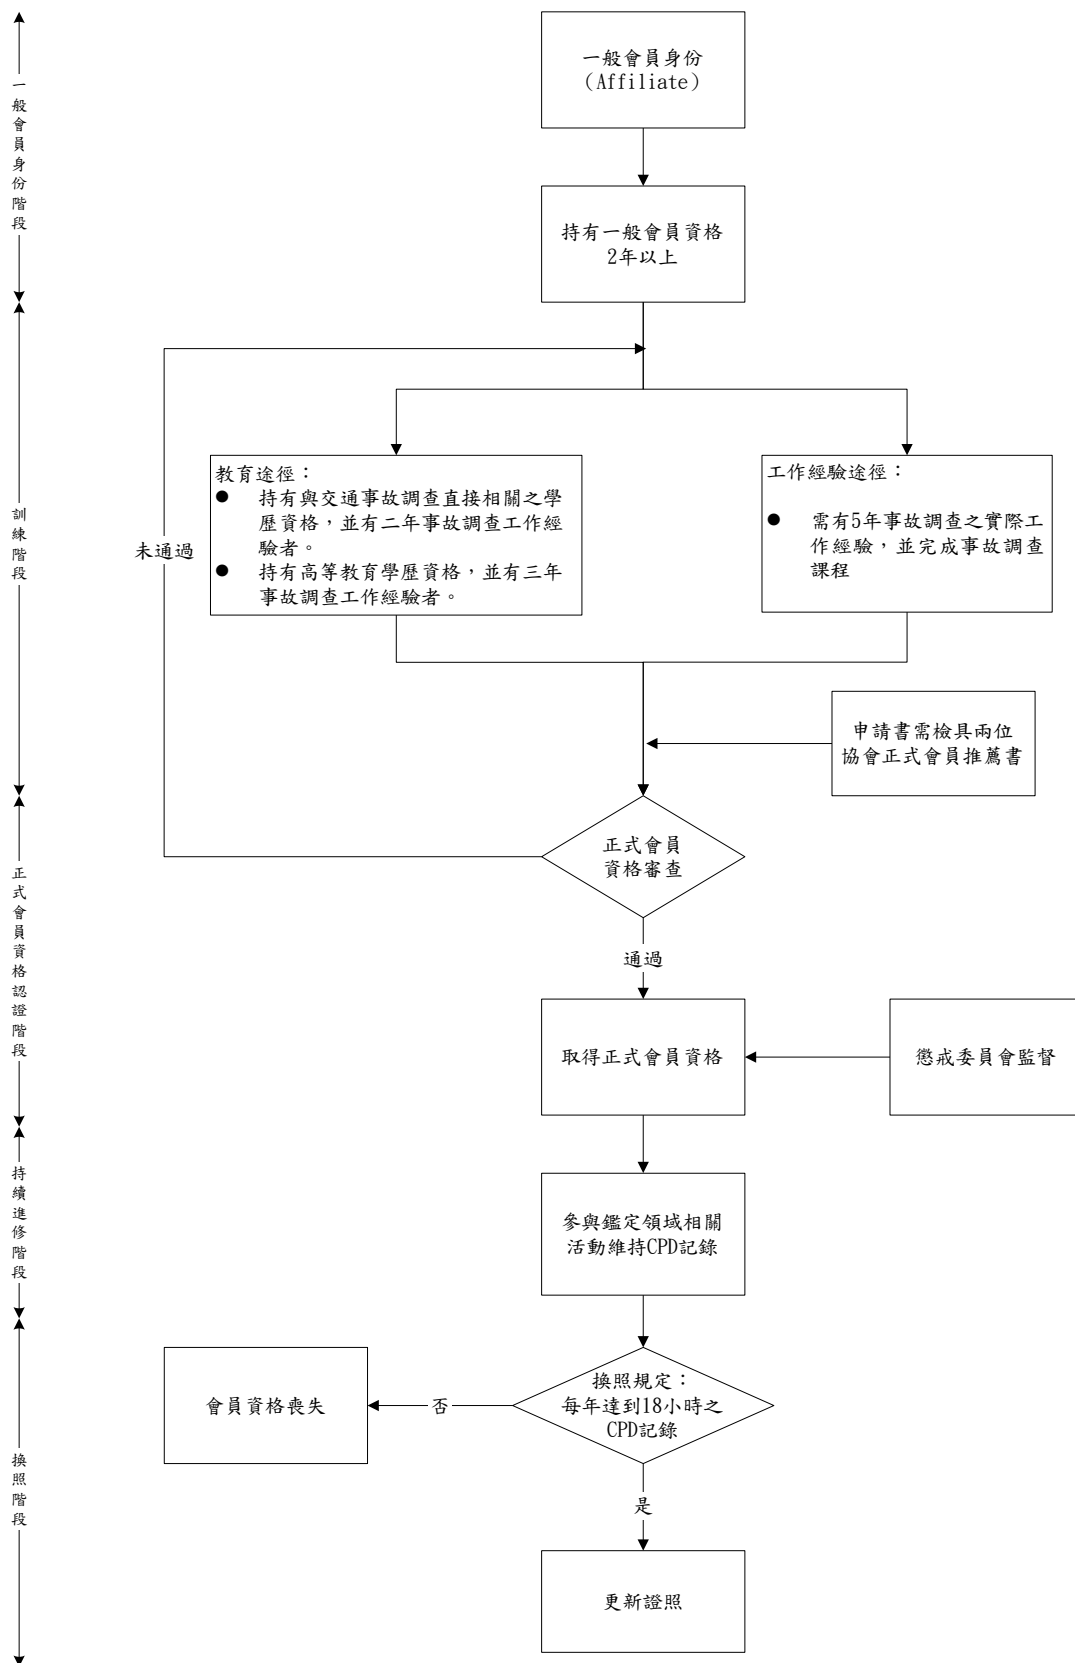 一般會員身份階段
訓練階段
正式會員資格認證階段
持續進修階段
換照階段
一般會員身份
(Affiliate)
持有一般會員資格
2年以上
教育途徑：
● 持有與交通事故調查直接相關之學
歷資格，並有二年事故調查工作經
驗者。
● 持有高等教育學歷資格，並有三年
事故調查工作經驗者。
工作經驗途徑：
● 需有5年事故調查之實際工
作經驗，並完成事故調查
課程
未通過
申請書需檢具兩位
協會正式會員推薦書
正式會員
資格審查
通過
取得正式會員資格
懲戒委員會監督
參與鑑定領域相關
活動維持CPD記錄
換照規定：
每年達到18小時之
CPD記錄
否
會員資格喪失
是
更新證照